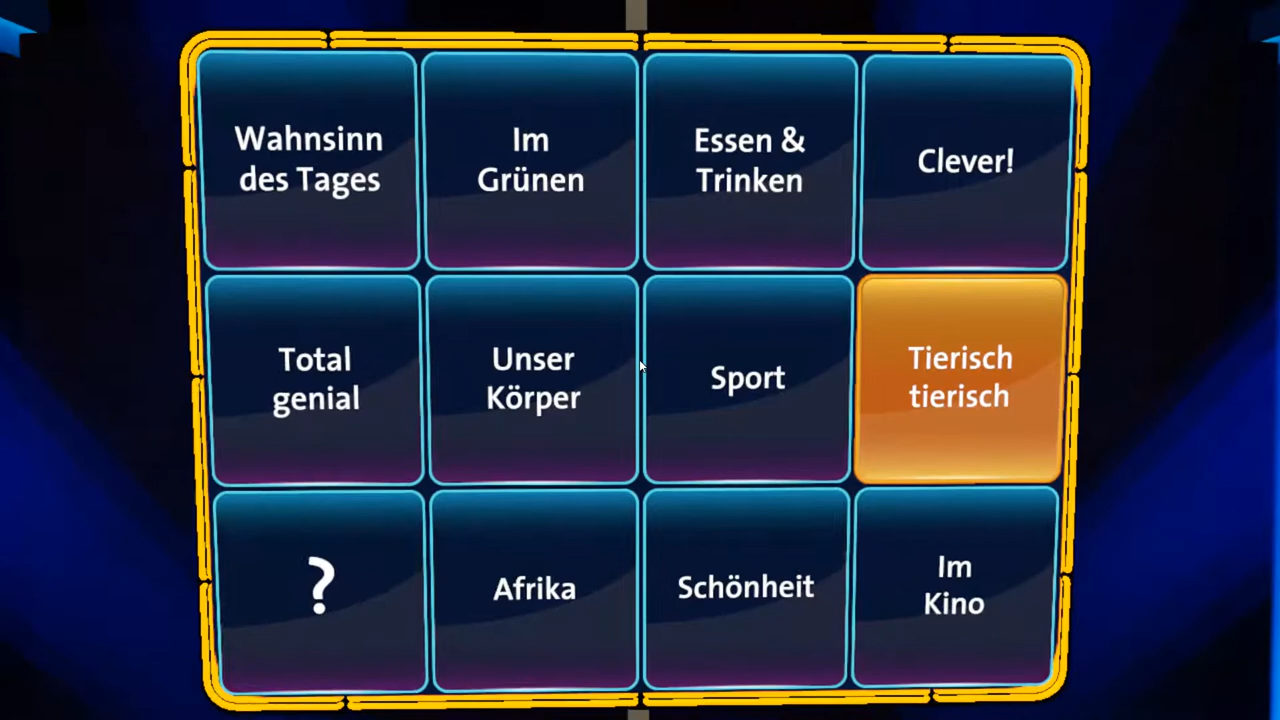 Wahnsinn
des Tages
Im
Grünen
Essen &
Trinken
Clever!
Total
genial
Unser
Körper
Sport
Tierisch
tierisch
?
Afrika
Schönheit
Im
Kino